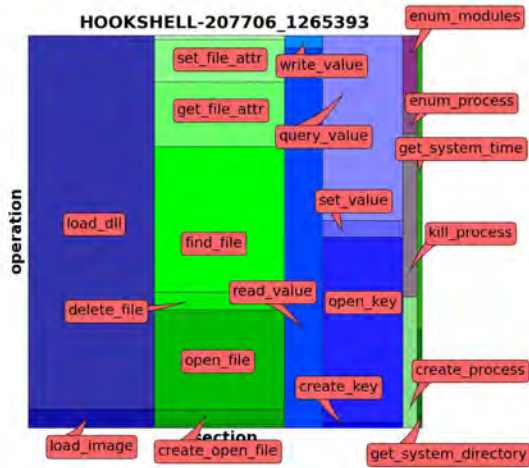 HOOKSHELL-207706_1265393
enum_modules
set_file_attr
write_value
get_file_attr
enum_process
query_value
get_system_time
load_dll
set_value
operation
find_file
kill_process
read_value
delete_file
open_key
open_file
create_process
create_key
section
load_image
create_open_file
get_system_directory